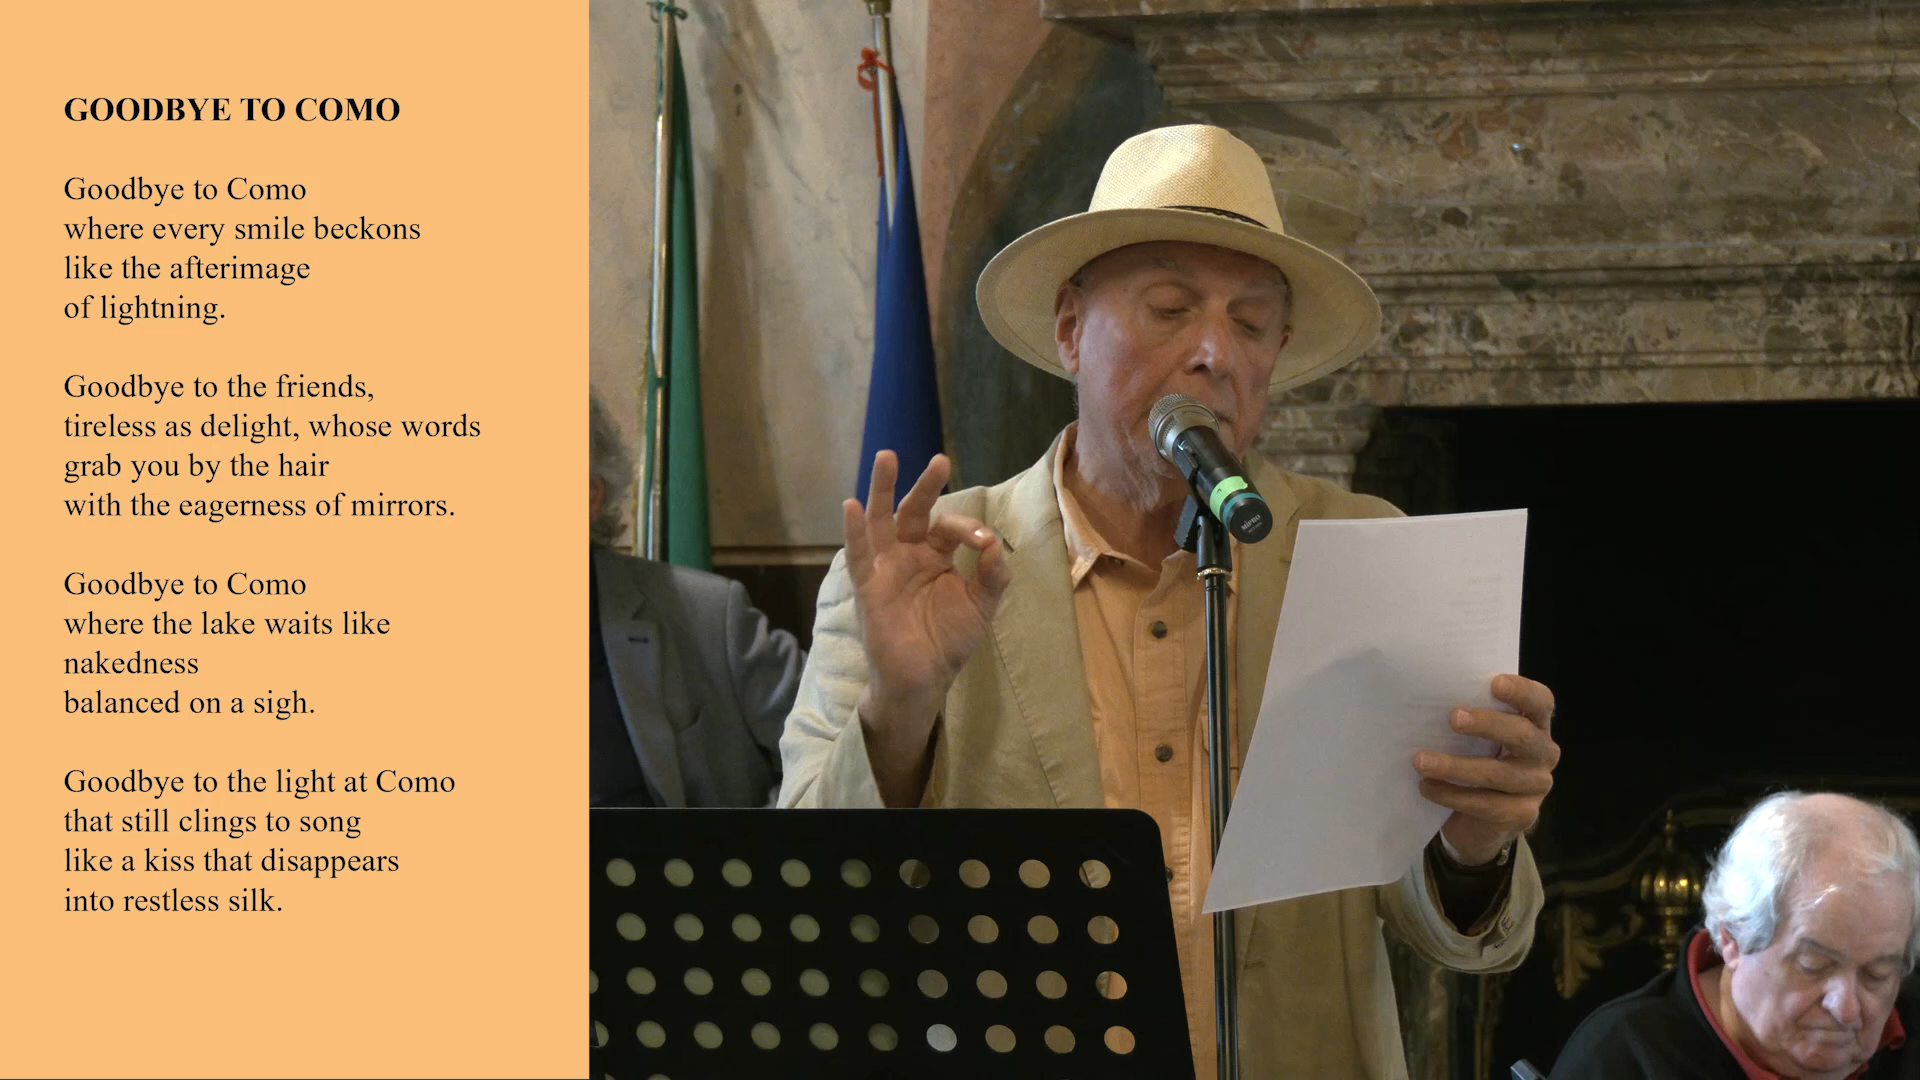 GOODBYE TO COMO
Goodbye to Como
where every smile beckons
like the afterimage
of lightning.
Goodbye to the friends,
tireless as delight, whose words
grab you by the hair
with the eagerness of mirrors.
Goodbye to Como
where the lake waits like
nakedness
balanced on a sigh.
Goodbye to the light at Como
that still clings to song
like a kiss that disappears
into restless silk.
MIPRO